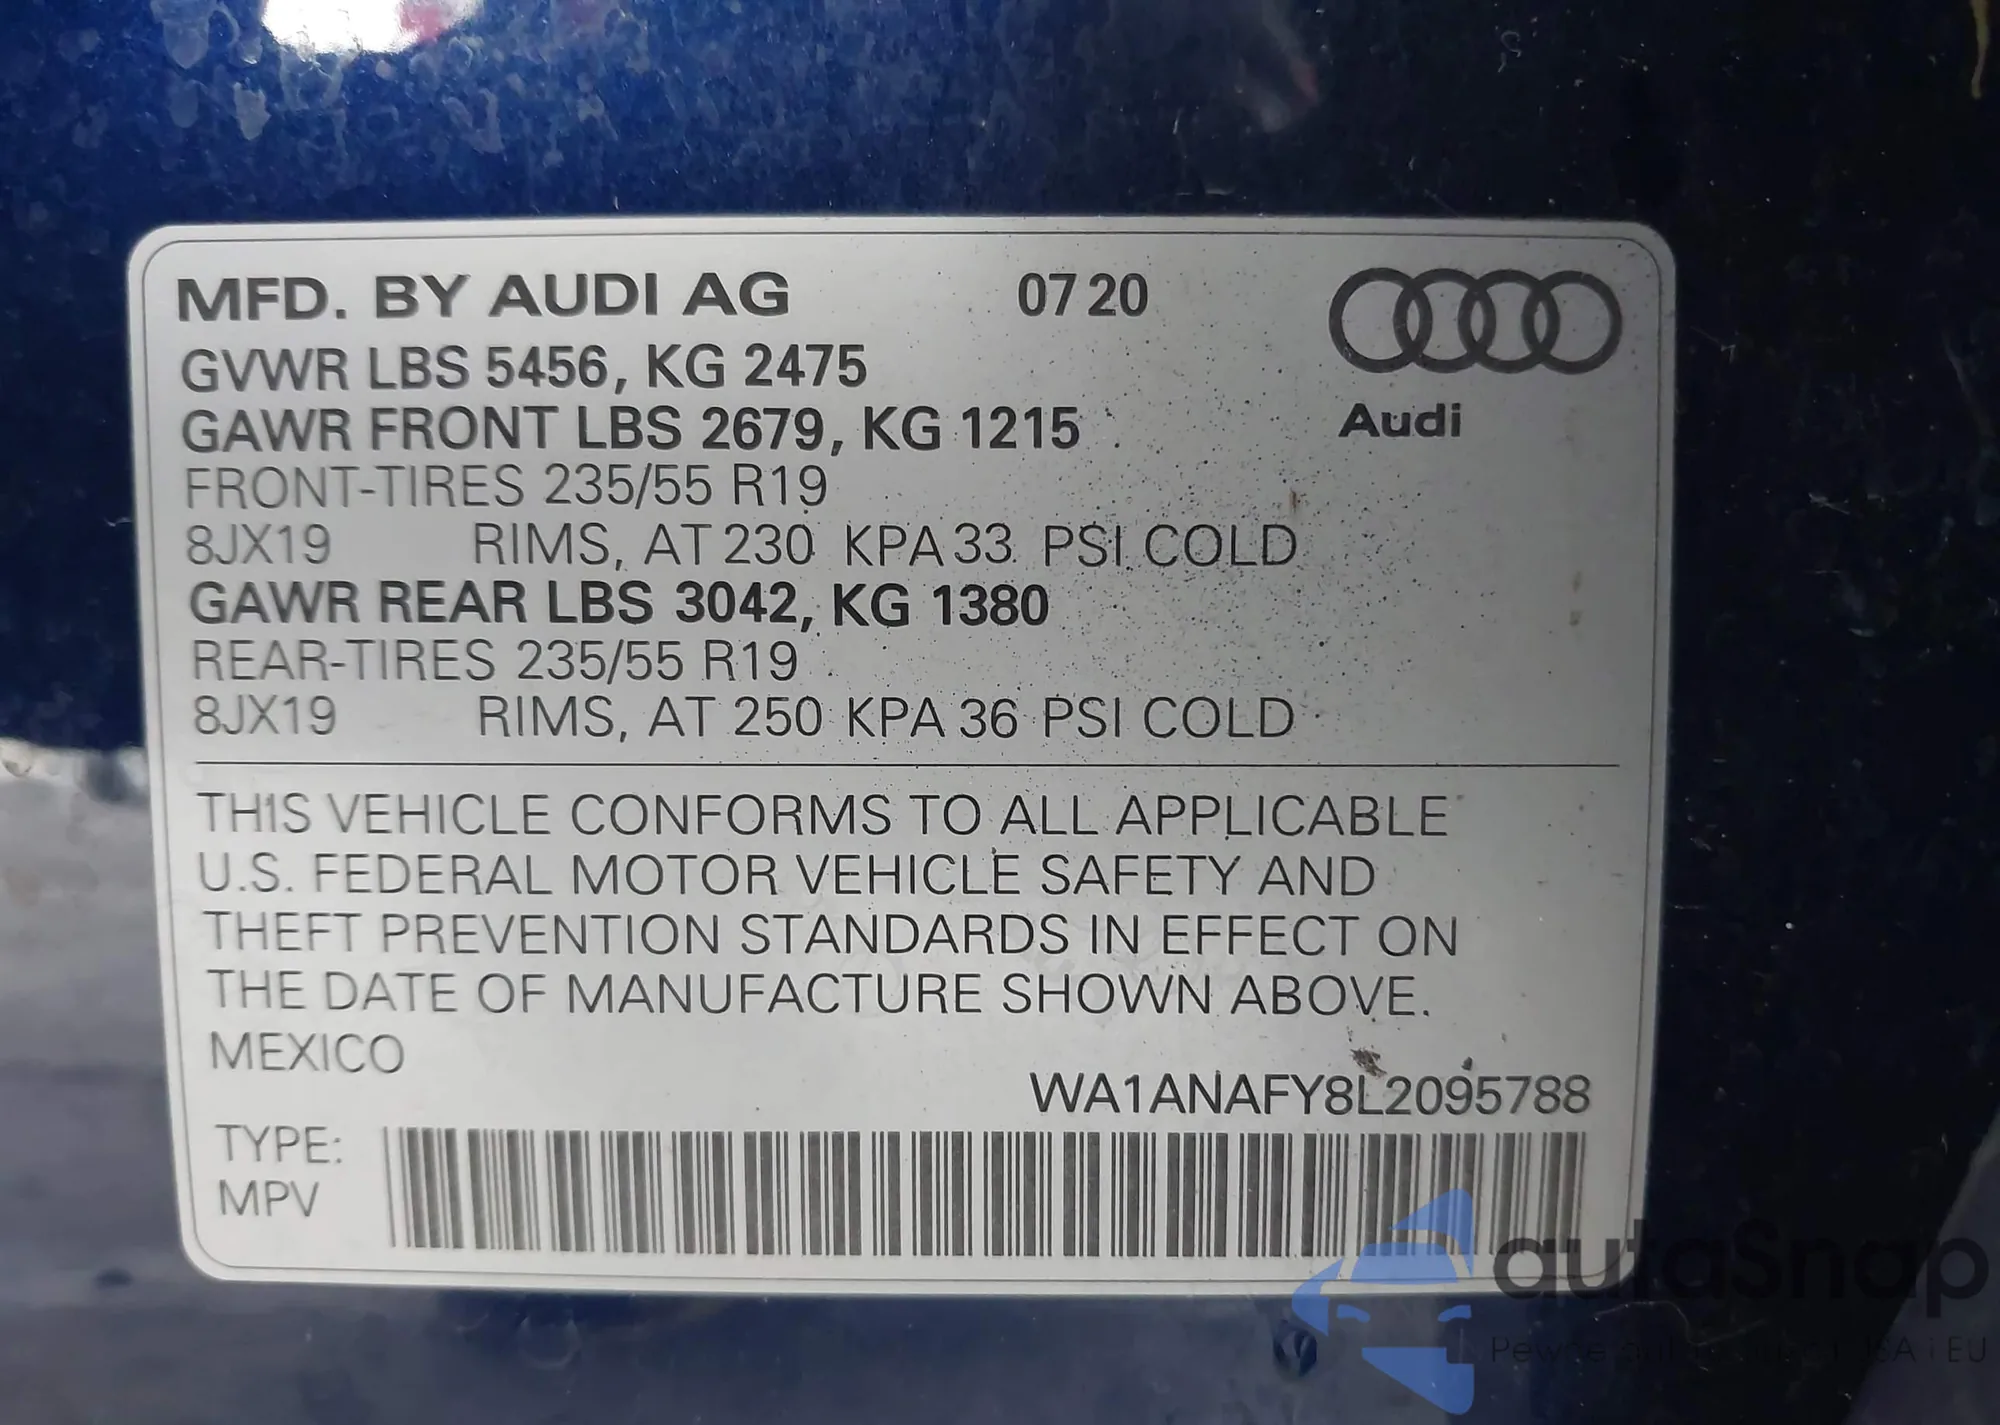 MFD. BY AUDI AG 07 20
GVWR LBS 5456, KG 2475
GAWR FRONT LBS 2679, KG 1215
Audi
FRONT-TIRES 235/55 R19
8JX19 RIMS, AT 230 KPA 33 PSI COLD
GAWR REAR LBS 3042, KG 1380
REAR-TIRES 235/55 R19
8JX19 RIMS, AT 250 KPA 36 PSI COLD
THIS VEHICLE CONFORMS TO ALL APPLICABLE
U.S. FEDERAL MOTOR VEHICLE SAFETY AND
THEFT PREVENTION STANDARDS IN EFFECT ON
THE DATE OF MANUFACTURE SHOWN ABOVE.
MEXICO
WA1ANAFY8L2095788
TYPE:
MPV
autaSnap
USA i EU